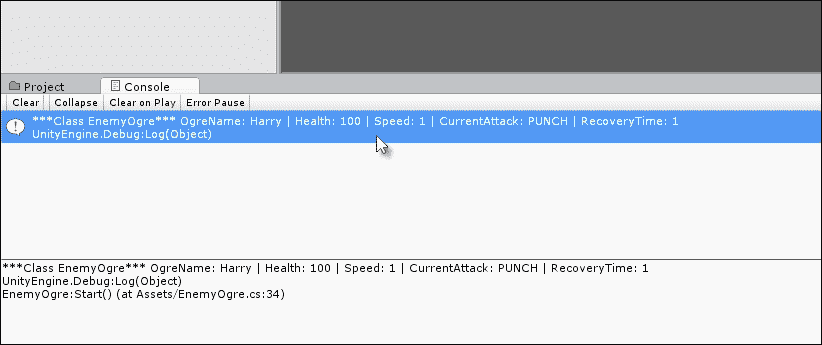 Project
Console
Clear Collapse Clear on Play Error Pause
***Class EnemyOgre*** OgreName: Harry | Health: 100 | Speed: 1 | CurrentAttack: PUNCH | RecoveryTime: 1
UnityEngine.Debug:Log(Object)
***Class EnemyOgre*** OgreName: Harry | Health: 100 | Speed: 1 | CurrentAttack: PUNCH | RecoveryTime: 1
UnityEngine.Debug:Log(Object)
EnemyOgre:Start() (at Assets/EnemyOgre.cs:34)